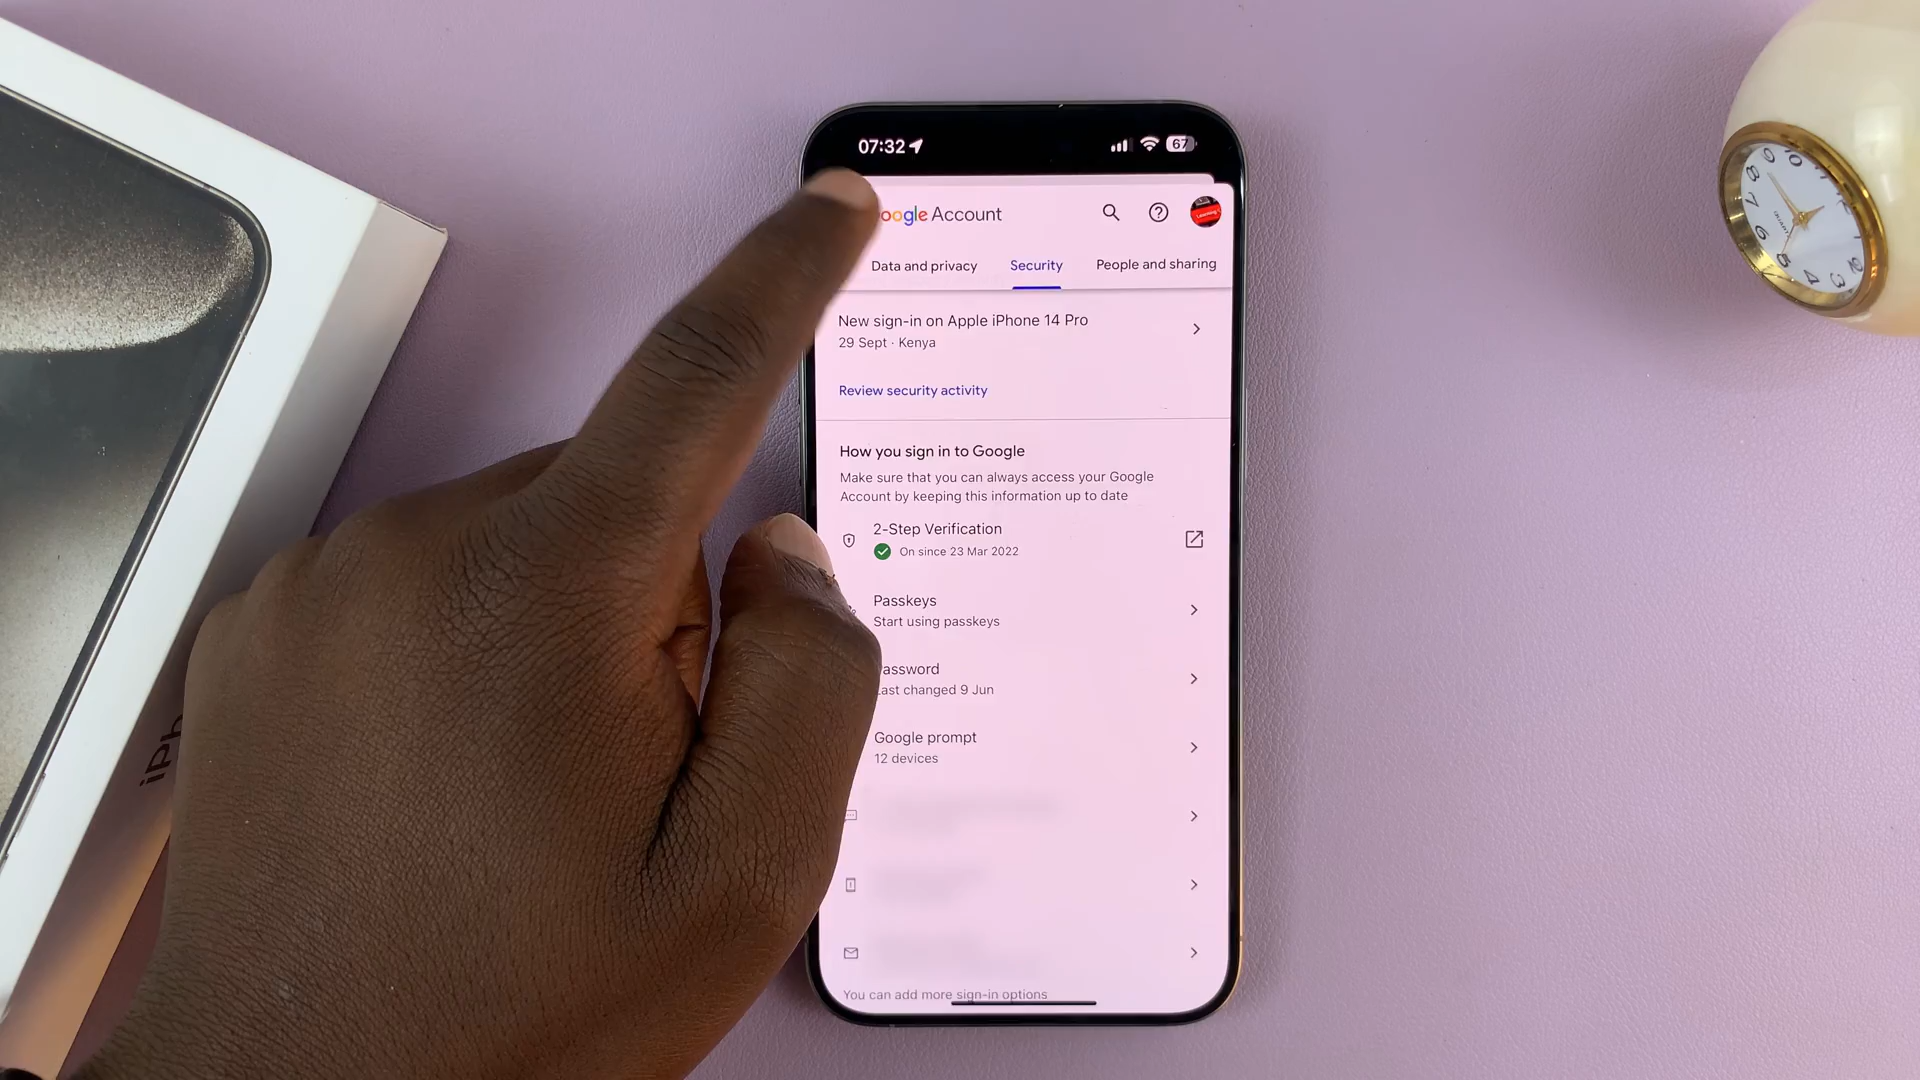 07:32
67
oogle Account
Data and privacy Security People and sharing
New sign-in on Apple iPhone 14 Pro
29 Sept · Kenya
Review security activity
How you sign in to Google
Make sure that you can always access your Google
Account by keeping this information up to date
2-Step Verification
On since 23 Mar 2022
Passkeys
Start using passkeys
assword
Last changed 9 Jun
Google prompt
12 devices
You can add more sign-in options
iPh